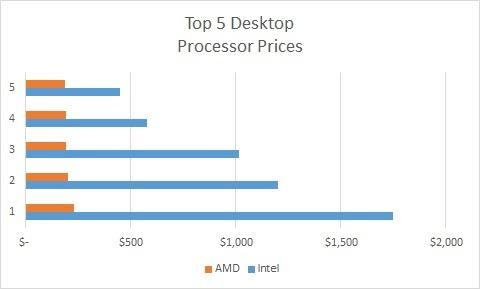 Top 5 Desktop
Processor Prices
5
4
3
2
1
$- $500 $1,000 $1,500 $2,000
AMD Intel